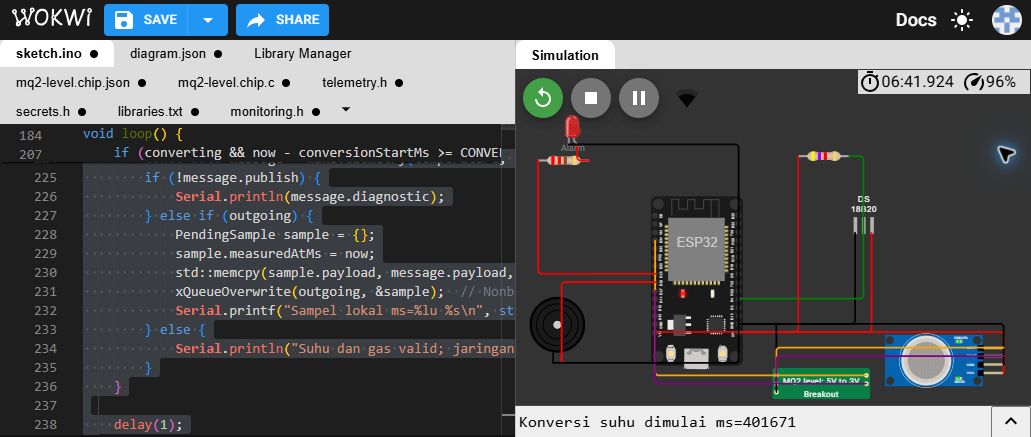 WOKWI
SAVE
SHARE
Docs
sketch.ino
diagram.json
Library Manager
mq2-level.chip.json
mq2-level.chip.c
telemetry.h
secrets.h
libraries.txt
monitoring.h
184 void loop() {
207 if (converting && now - conversionStartMs >= CONVE
225 if (!message.publish) {
226 Serial.println(message.diagnostic);
227 } else if (outgoing) {
228 PendingSample sample = {};
229 sample.measuredAtMs = now;
230 std::memcpy(sample.payload, message.payload,
231 xQueueOverwrite(outgoing, &sample); // Nonb
232 Serial.printf("Sampel lokal ms=%lu %s\n", st
233 } else {
234 Serial.println("Suhu dan gas valid; jaringan
235 }
236 }
237
238 delay(1);
Simulation
06:41.924
96%
Alarm
ESP32
DS
18B20
MQ2 level: 5V to 3V
Breakout
Konversi suhu dimulai ms=401671